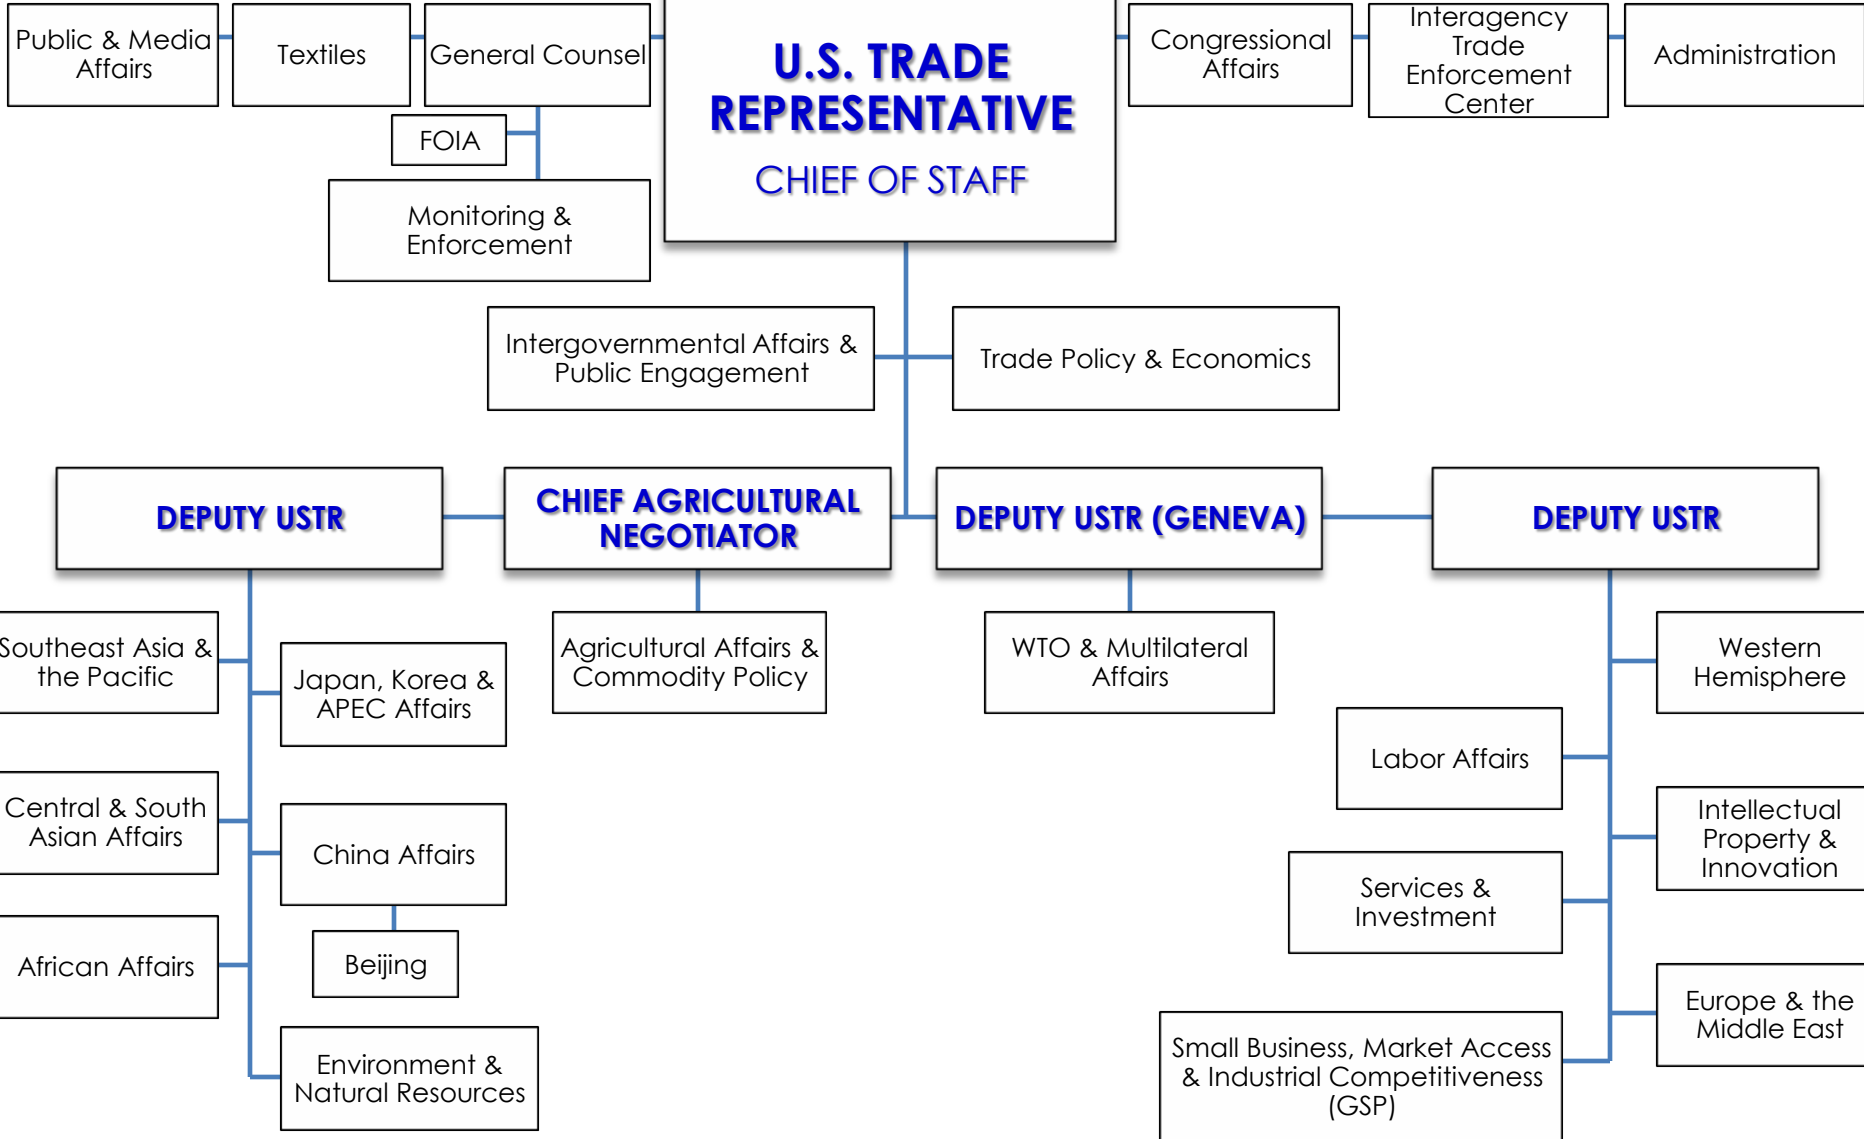 Public & Media
Affairs
Textiles
General Counsel
U.S. TRADE
REPRESENTATIVE
CHIEF OF STAFF
Congressional
Affairs
Interagency
Trade
Enforcement
Center
Administration
FOIA
Monitoring &
Enforcement
Intergovernmental Affairs &
Public Engagement
Trade Policy & Economics
DEPUTY USTR
CHIEF AGRICULTURAL
NEGOTIATOR
DEPUTY USTR (GENEVA)
DEPUTY USTR
Southeast Asia &
the Pacific
Japan, Korea &
APEC Affairs
Agricultural Affairs &
Commodity Policy
WTO & Multilateral
Affairs
Western
Hemisphere
Labor Affairs
Central & South
Asian Affairs
China Affairs
Intellectual
Property &
Innovation
Services &
Investment
African Affairs
Beijing
Europe & the
Middle East
Environment &
Natural Resources
Small Business, Market Access
& Industrial Competitiveness
(GSP)